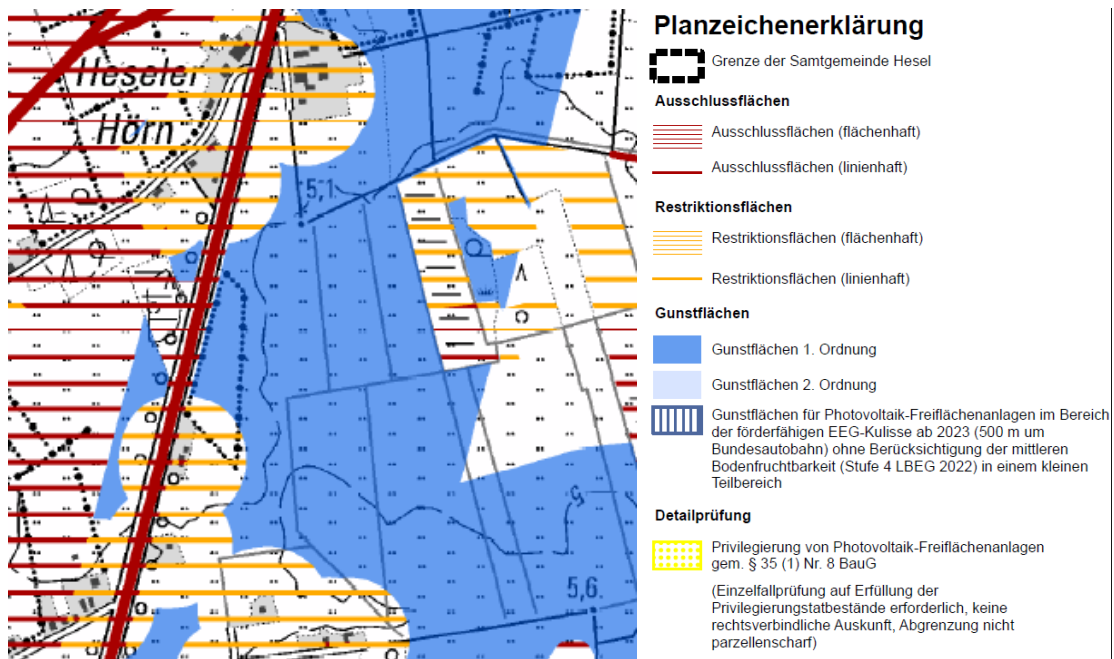 Heseler
Hörn
5,1
5
5,6
Planzeichenerklärung
Grenze der Samtgemeinde Hesel
Ausschlussflächen
Ausschlussflächen (flächenhaft)
Ausschlussflächen (linienhaft)
Restriktionsflächen
Restriktionsflächen (flächenhaft)
Restriktionsflächen (linienhaft)
Gunstflächen
Gunstflächen 1. Ordnung
Gunstflächen 2. Ordnung
Gunstflächen für Photovoltaik-Freiflächenanlagen im Bereich
der förderfähigen EEG-Kulisse ab 2023 (500 m um
Bundesautobahn) ohne Berücksichtigung der mittleren
Bodenfruchtbarkeit (Stufe 4 LBEG 2022) in einem kleinen
Teilbereich
Detailprüfung
Privilegierung von Photovoltaik-Freiflächenanlagen
gem. § 35 (1) Nr. 8 BauG
(Einzelfallprüfung auf Erfüllung der
Privilegierungstatbestände erforderlich, keine
rechtsverbindliche Auskunft, Abgrenzung nicht
parzellenscharf)